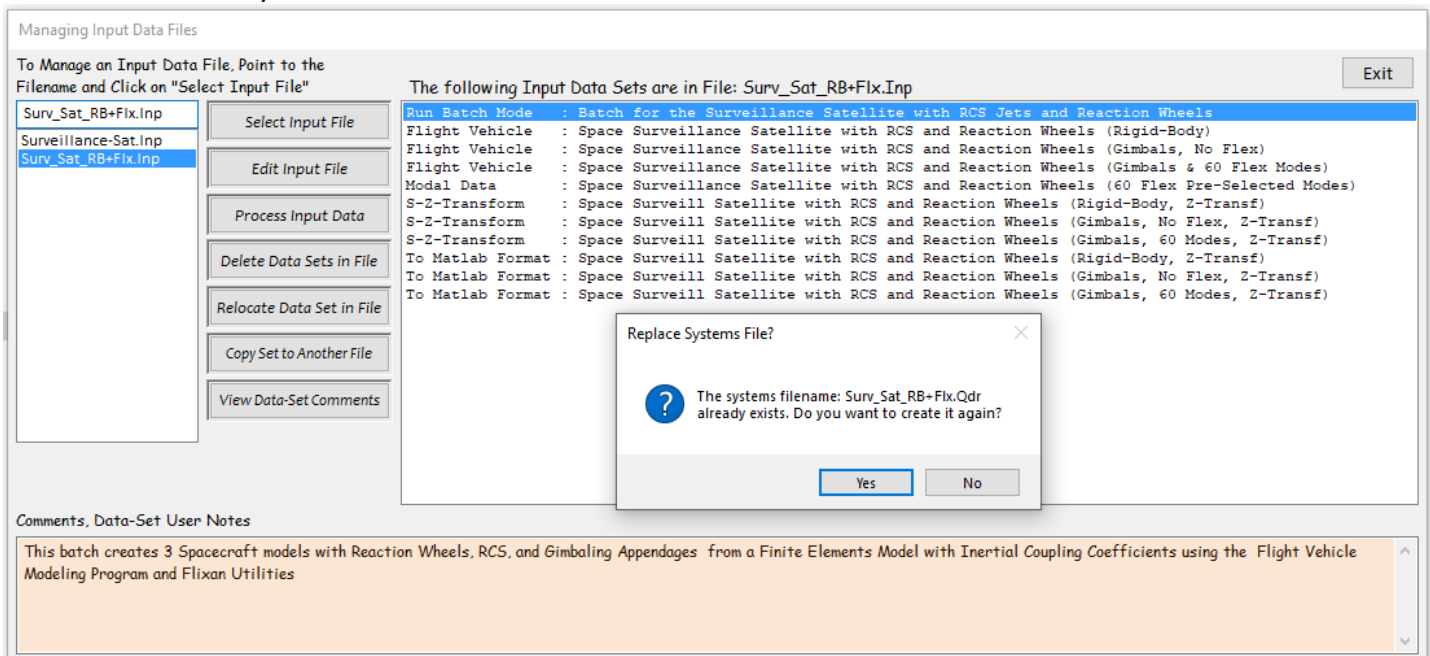 Managing Input Data Files
To Manage an Input Data File, Point to the
Filename and Click on "Select Input File"
The following Input Data Sets are in File: Surv_Sat_RB+Flx.Inp
Exit
Surv_Sat_RB+Flx.Inp
Surveillance-Sat.Inp
Surv_Sat_RB+Flx.Inp
Select Input File
Edit Input File
Process Input Data
Delete Data Sets in File
Relocate Data Set in File
Copy Set to Another File
View Data-Set Comments
Run Batch Mode : Batch for the Surveillance Satellite with RCS Jets and Reaction Wheels
Flight Vehicle : Space Surveillance Satellite with RCS and Reaction Wheels (Rigid-Body)
Flight Vehicle : Space Surveillance Satellite with RCS and Reaction Wheels (Gimbals, No Flex)
Flight Vehicle : Space Surveillance Satellite with RCS and Reaction Wheels (Gimbals & 60 Flex Modes)
Modal Data : Space Surveillance Satellite with RCS and Reaction Wheels (60 Flex Pre-Selected Modes)
S-Z-Transform : Space Surveill Satellite with RCS and Reaction Wheels (Rigid-Body, Z-Transf)
S-Z-Transform : Space Surveill Satellite with RCS and Reaction Wheels (Gimbals, No Flex, Z-Transf)
S-Z-Transform : Space Surveill Satellite with RCS and Reaction Wheels (Gimbals, 60 Modes, Z-Transf)
To Matlab Format : Space Surveill Satellite with RCS and Reaction Wheels (Rigid-Body, Z-Transf)
To Matlab Format : Space Surveill Satellite with RCS and Reaction Wheels (Gimbals, No Flex, Z-Transf)
To Matlab Format : Space Surveill Satellite with RCS and Reaction Wheels (Gimbals, 60 Modes, Z-Transf)
Replace Systems File?
The systems filename: Surv_Sat_RB+Flx.Qdr
already exists. Do you want to create it again?
Yes
No
Comments, Data-Set User Notes
This batch creates 3 Spacecraft models with Reaction Wheels, RCS, and Gimbaling Appendages from a Finite Elements Model with Inertial Coupling Coefficients using the Flight Vehicle
Modeling Program and Flixan Utilities